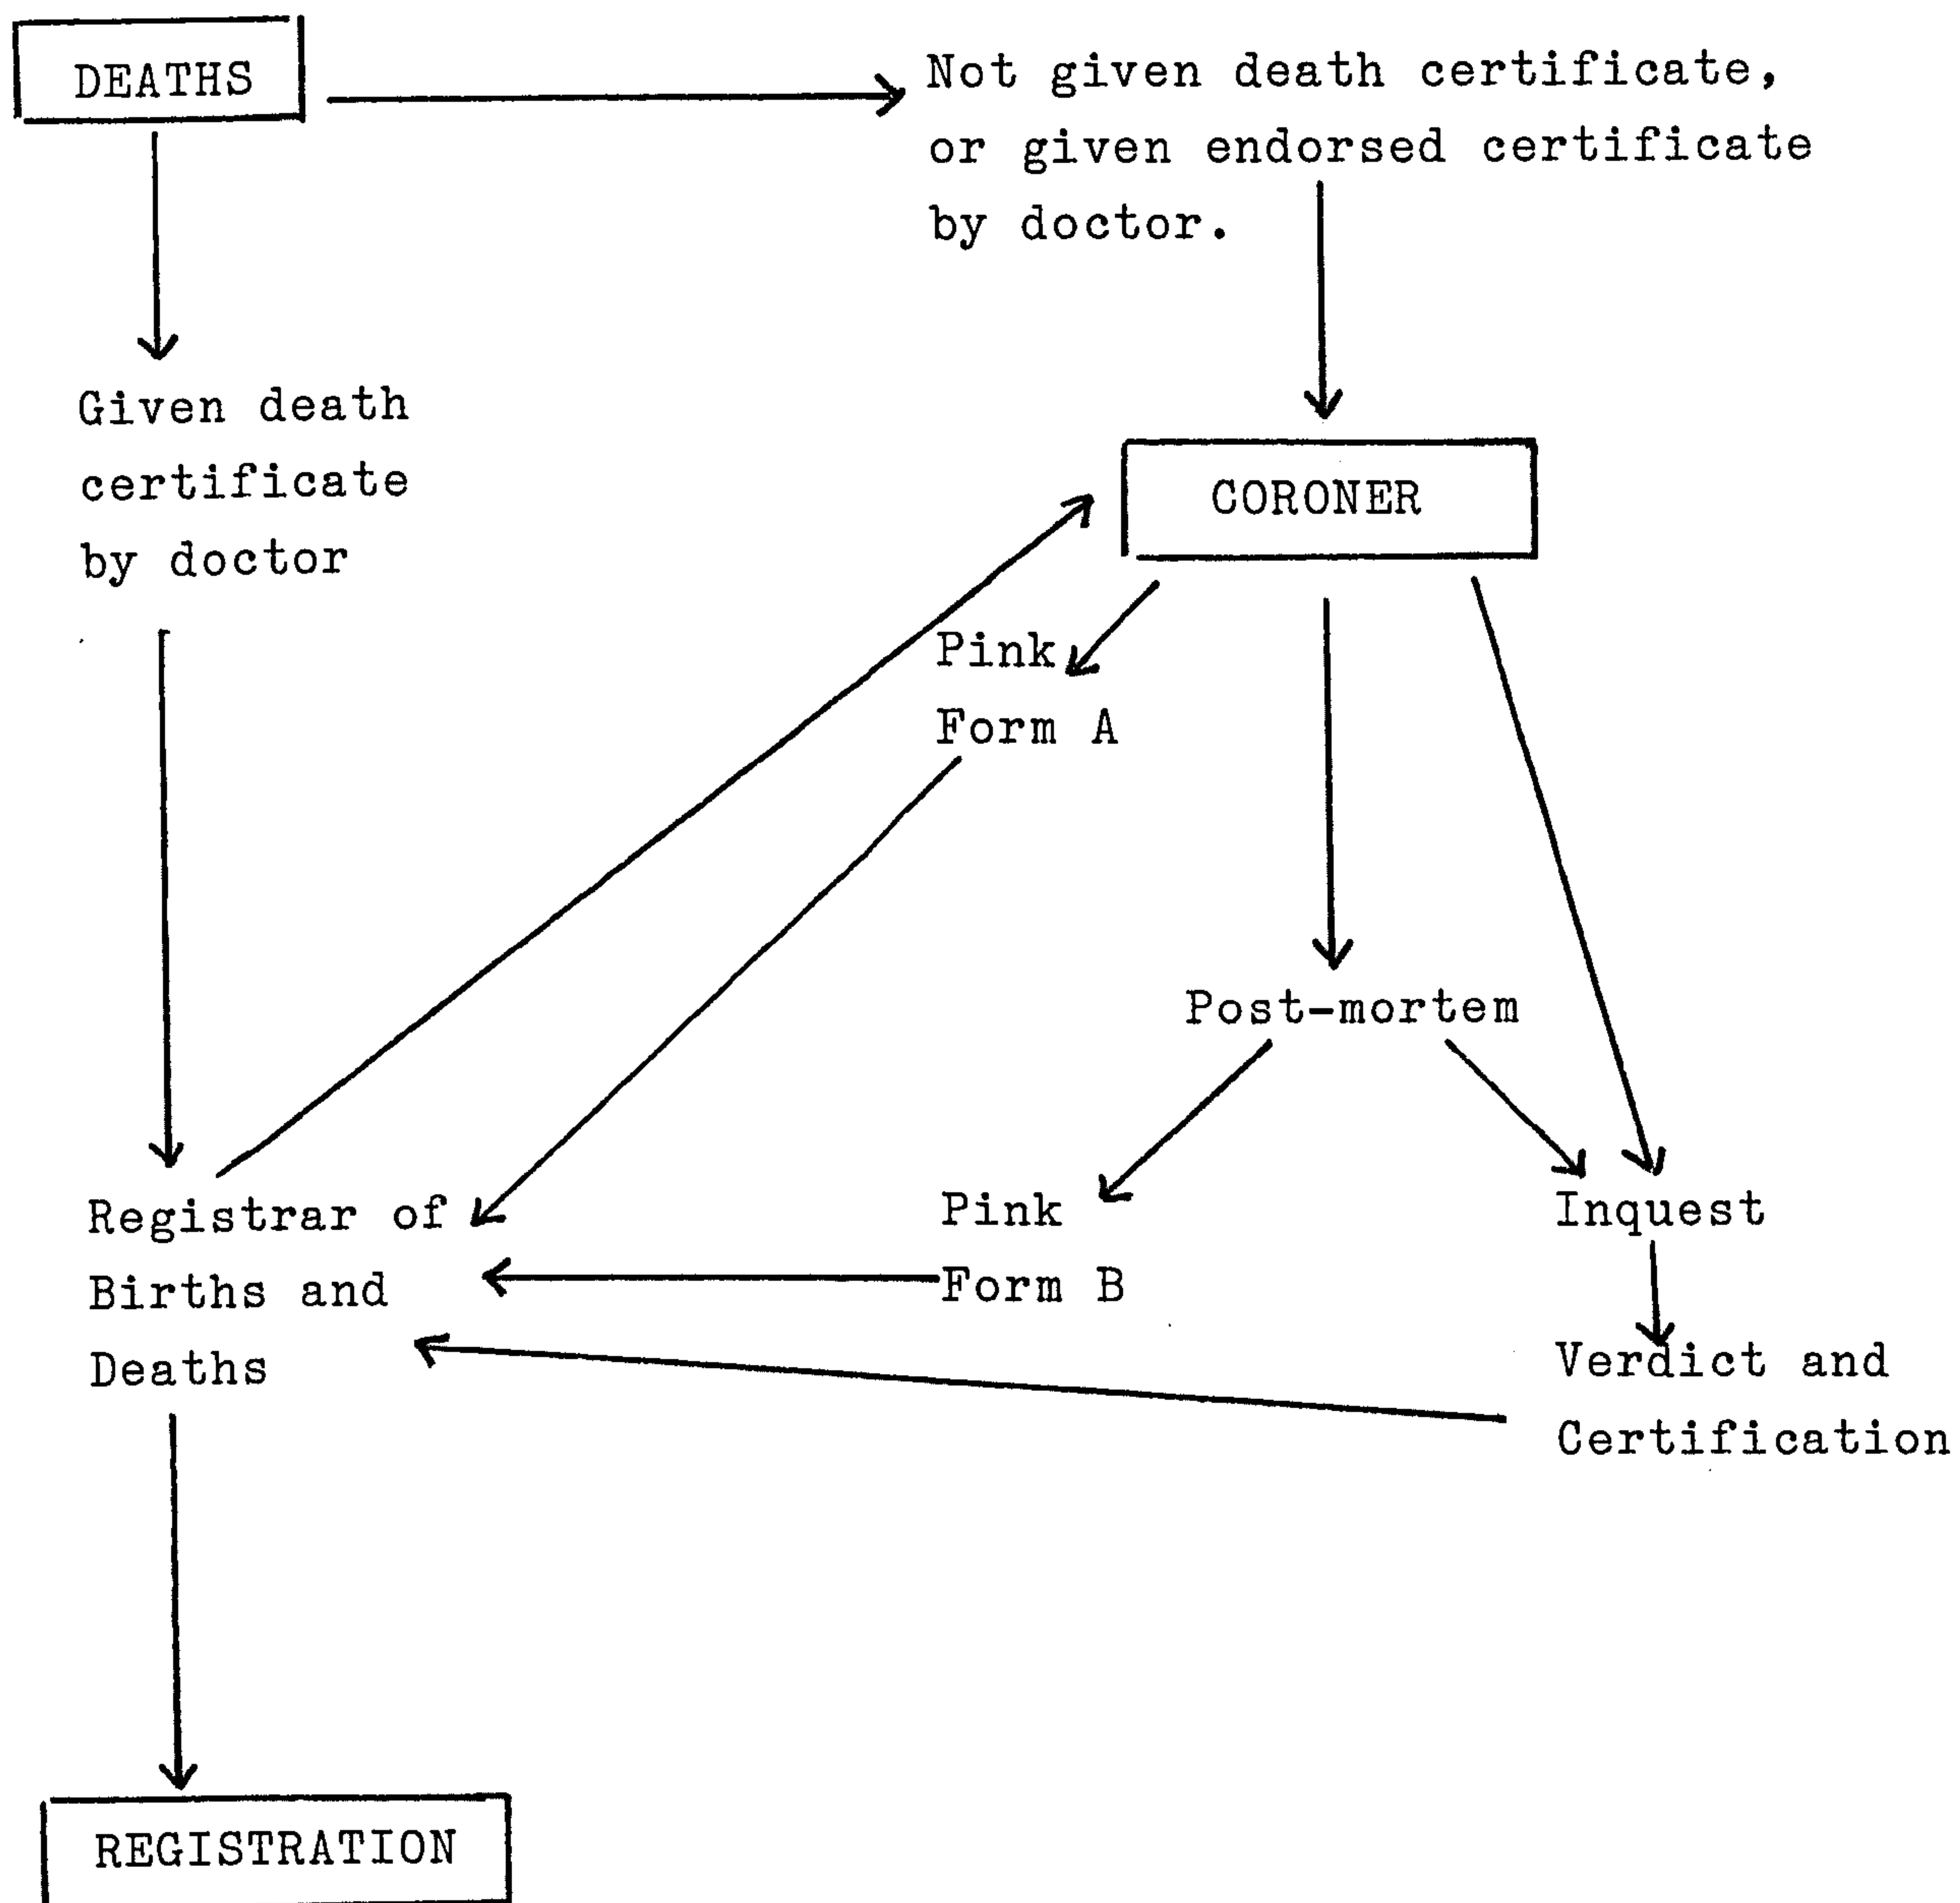 DEATHS
Not given death certificate,
or given endorsed certificate
by doctor.
Given death
certificate
by doctor
CORONER
Pink
Form A
Post-mortem
Registrar of
Births and
Deaths
Pink
Form B
Inquest
Verdict and
Certification
REGISTRATION